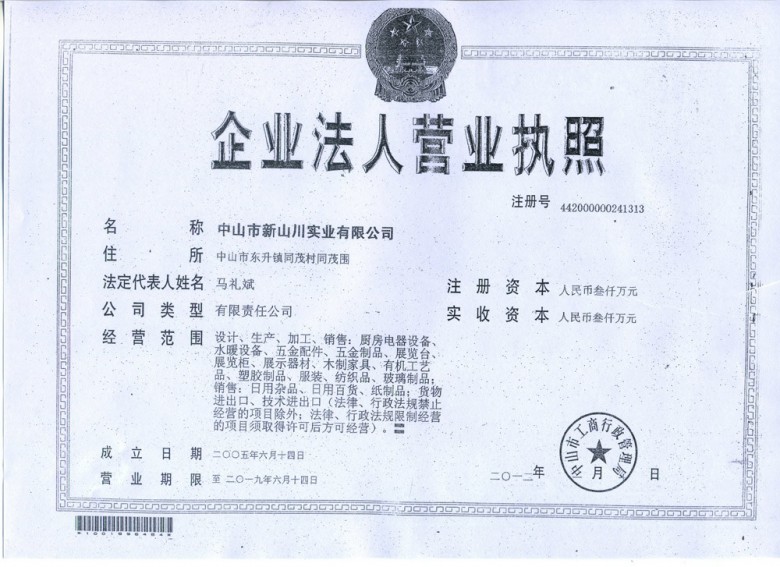 企业法人营业执照
注册号 442000000241313
名称 中山市新山川实业有限公司
住所 中山市东升镇同茂村同茂围
法定代表人姓名 马礼斌
注册资本 人民币叁仟万元
公司类型 有限责任公司
实收资本 人民币叁仟万元
经营范围 设计、生产、加工、销售：厨房电器设备、
水暖设备、五金配件、五金制品、展览台、
展览柜、展示器材、木制家具、有机工艺
品、塑胶制品、服装、纺织品、玻璃制品；
销售：日用杂品、日用百货、纸制品；货物
进出口、技术进出口（法律、行政法规禁止
经营的项目除外；法律、行政法规限制经营
的项目须取得许可后方可经营）。
成立日期 二〇〇五年六月十四日
营业期限 至二〇一九年六月十四日
中山市工商行政管理局
年 月 日